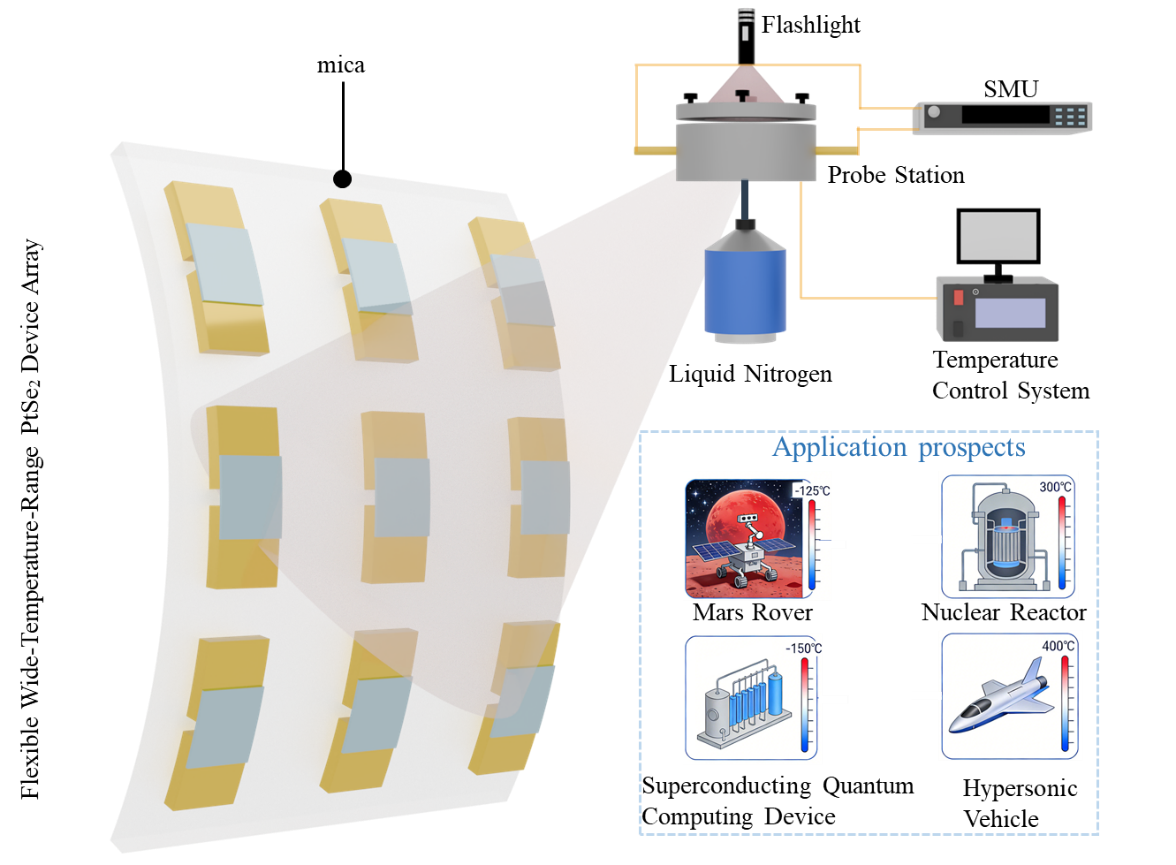 Flexible Wide-Temperature-Range PtSe₂ Device Array
mica
Flashlight
SMU
Probe Station
Liquid Nitrogen
Temperature
Control System
Application prospects
-125℃
Mars Rover
300℃
Nuclear Reactor
-150℃
Superconducting Quantum
Computing Device
400℃
Hypersonic
Vehicle